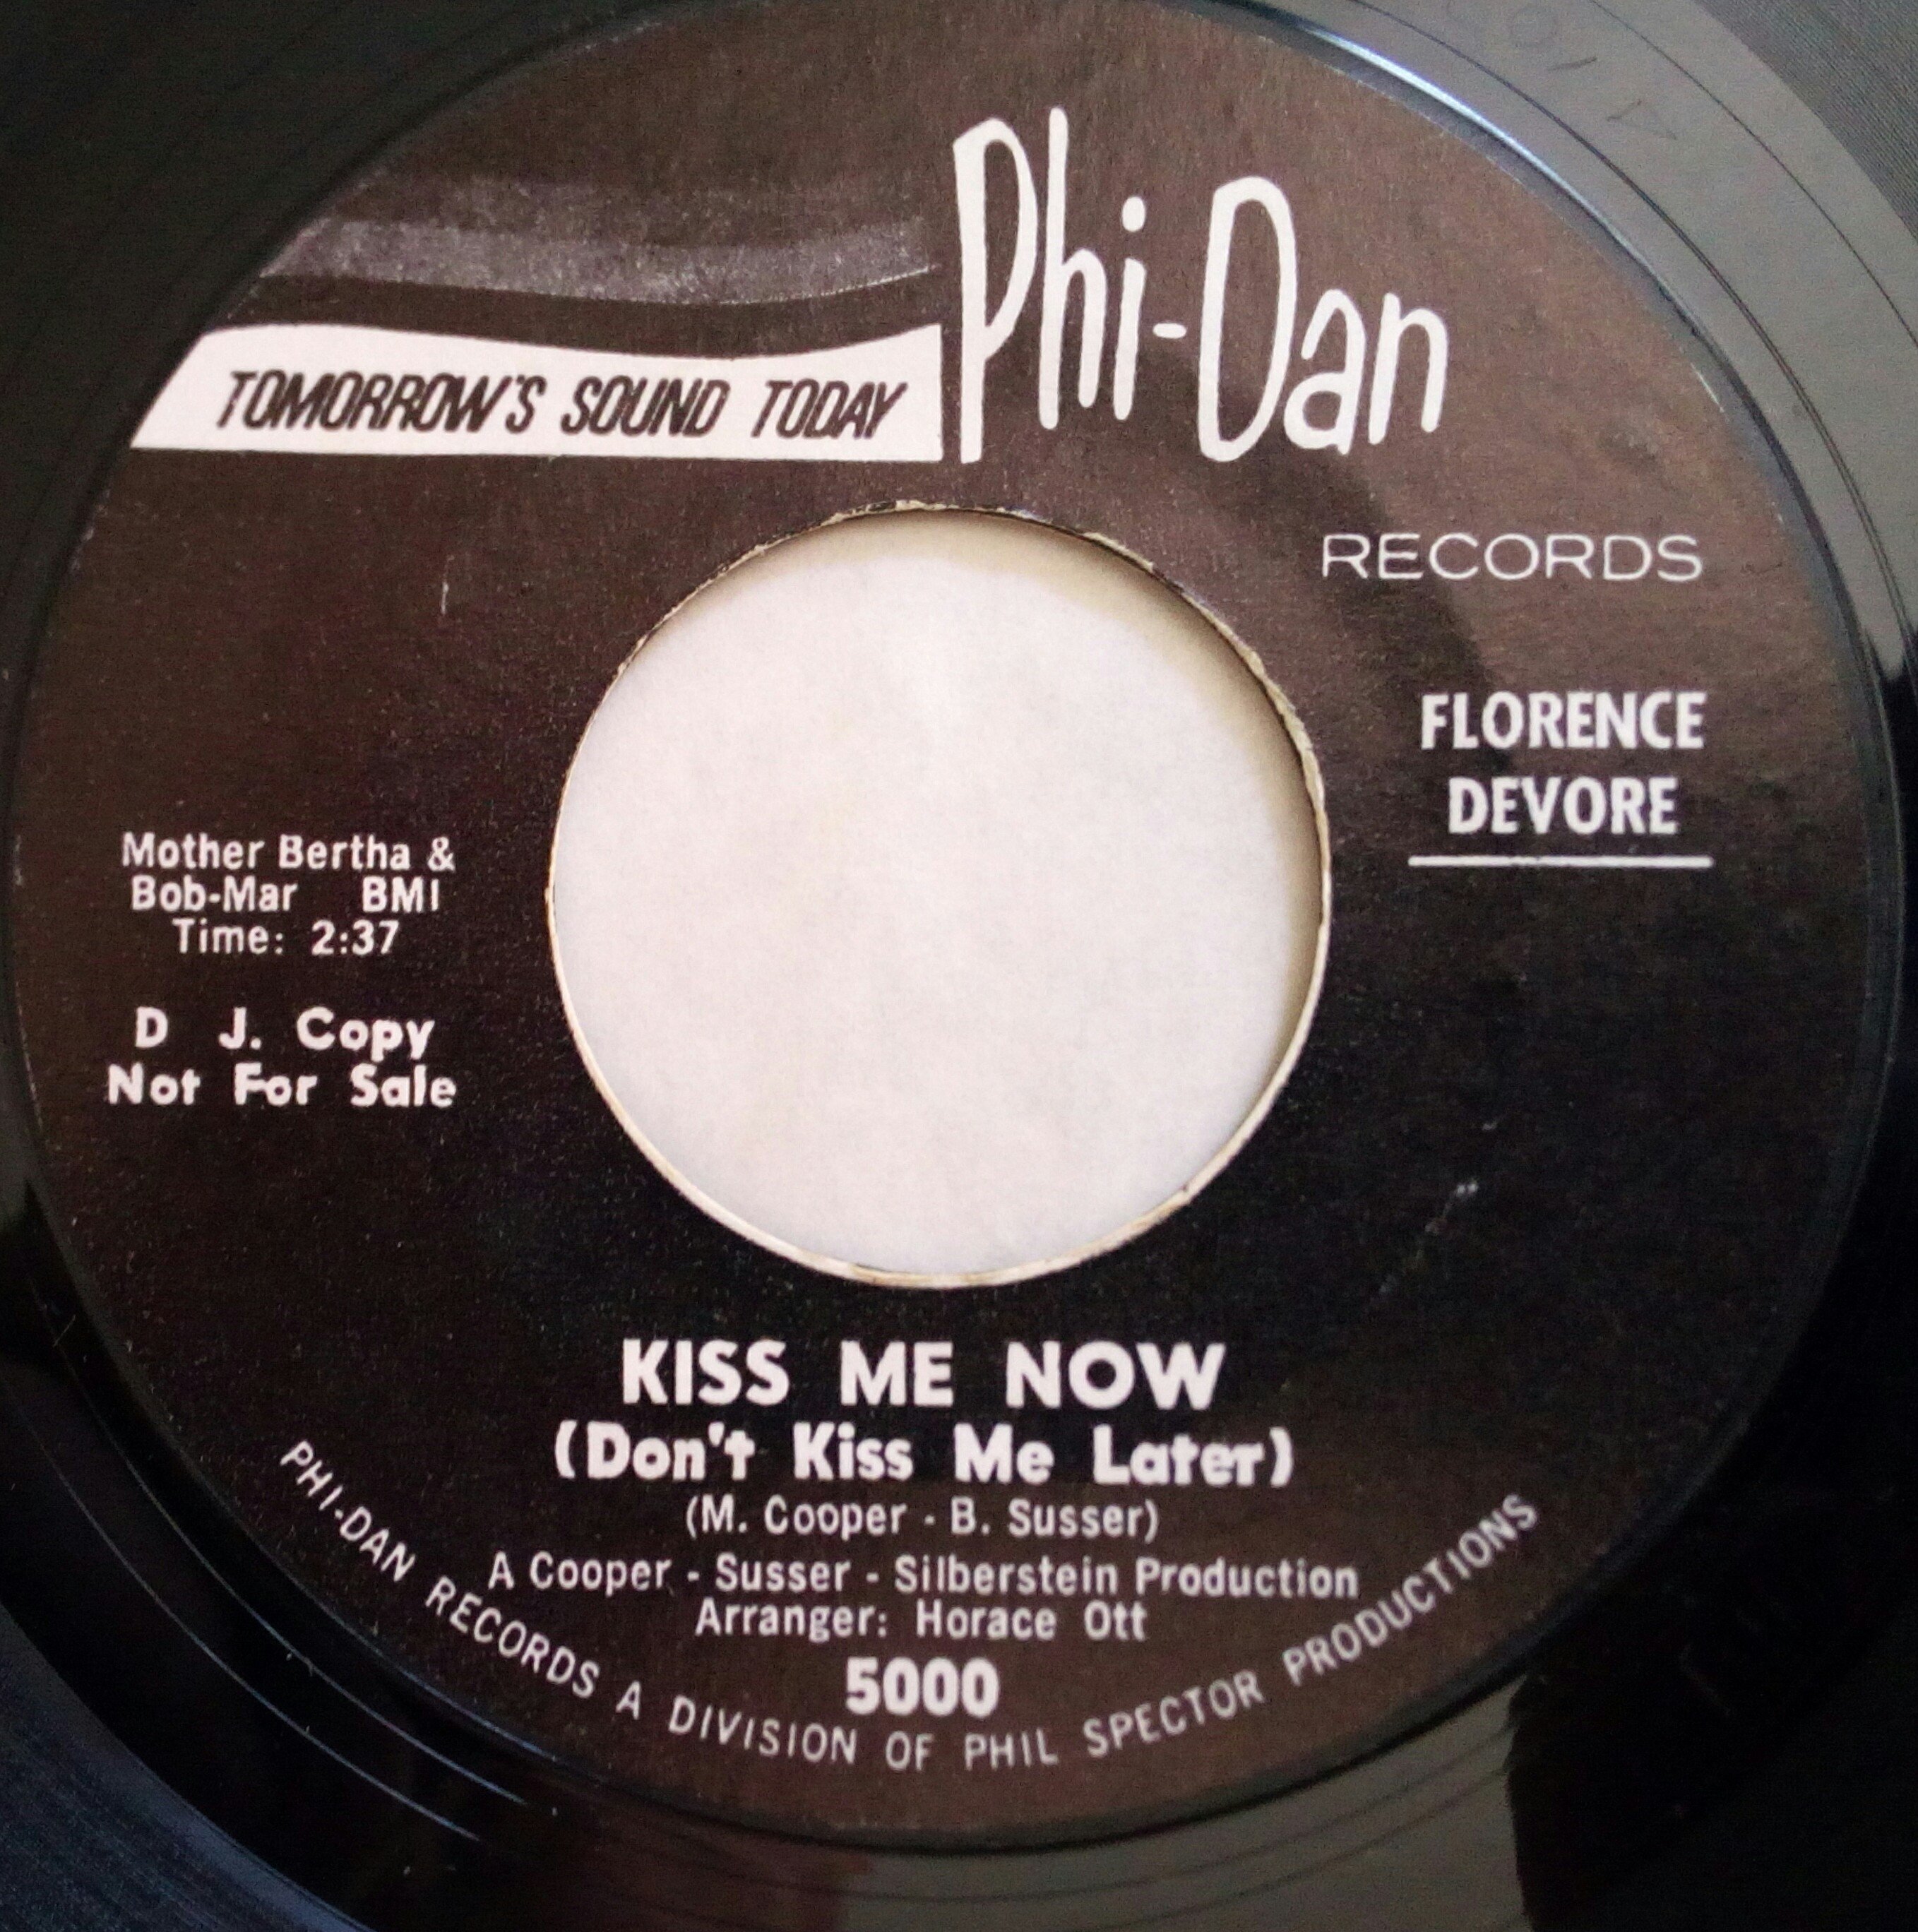 Phi-Dan
TOMORROW'S SOUND TODAY
RECORDS
FLORENCE
DEVORE
Mother Bertha &
Bob-Mar BMI
Time: 2:37
D J. Copy
Not For Sale
KISS ME NOW
(Don't Kiss Me Later)
(M. Cooper - B. Susser)
A Cooper - Susser - Silberstein Production
Arranger: Horace Ott
5000
PHI-DAN RECORDS A DIVISION OF PHIL SPECTOR PRODUCTIONS